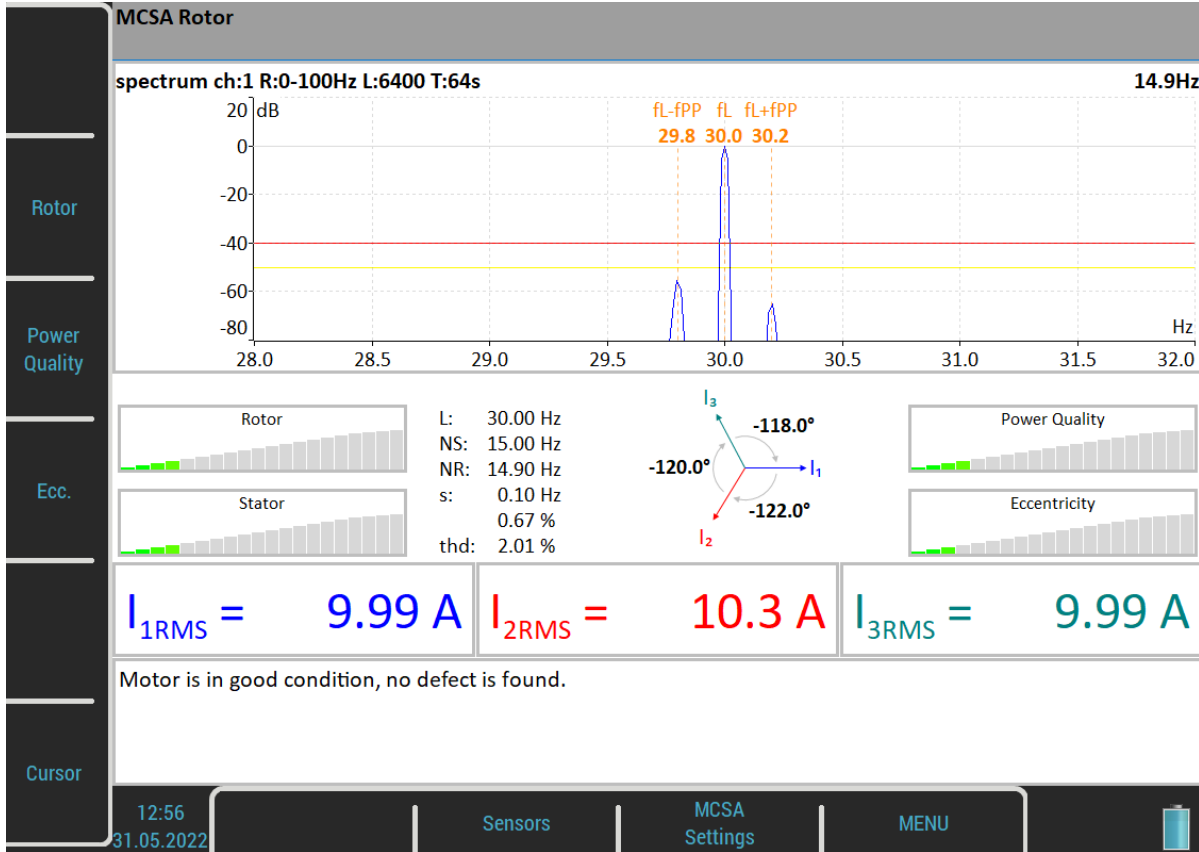 MCSA Rotor
spectrum ch:1 R:0-100Hz L:6400 T:64s 14.9Hz
20 dB
fL-fPP fL fL+fPP
29.8 30.0 30.2
0
-20
-40
-60
-80
Hz
28.0 28.5 29.0 29.5 30.0 30.5 31.0 31.5 32.0
Rotor
Power
Quality
Ecc.
Cursor
Rotor
Stator
L: 30.00 Hz
NS: 15.00 Hz
NR: 14.90 Hz
s: 0.10 Hz
0.67 %
thd: 2.01 %
I3
-118.0°
-120.0°
I1
-122.0°
I2
Power Quality
Eccentricity
I1RMS = 9.99 A
I2RMS = 10.3 A
I3RMS = 9.99 A
Motor is in good condition, no defect is found.
12:56
31.05.2022
Sensors
MCSA
Settings
MENU